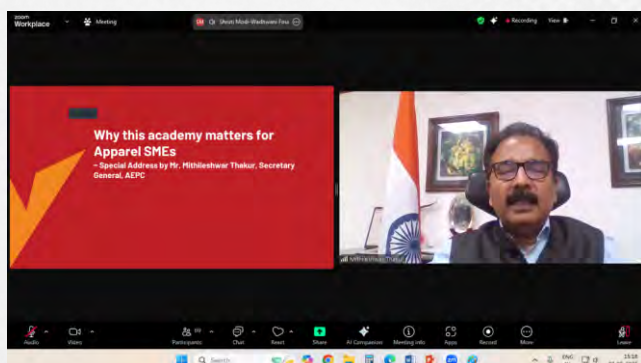 zoom
Workplace
Meeting
Recording
View
Why this academy matters for
Apparel SMEs
– Special Address by Mr. Mithileshwar Thakur, Secretary
General, AEPC
Mithileshwar Thakur
Audio
Video
Participants
Chat
React
Share
AI Companion
Meeting info
Apps
Record
More
Leave
Search
ENG